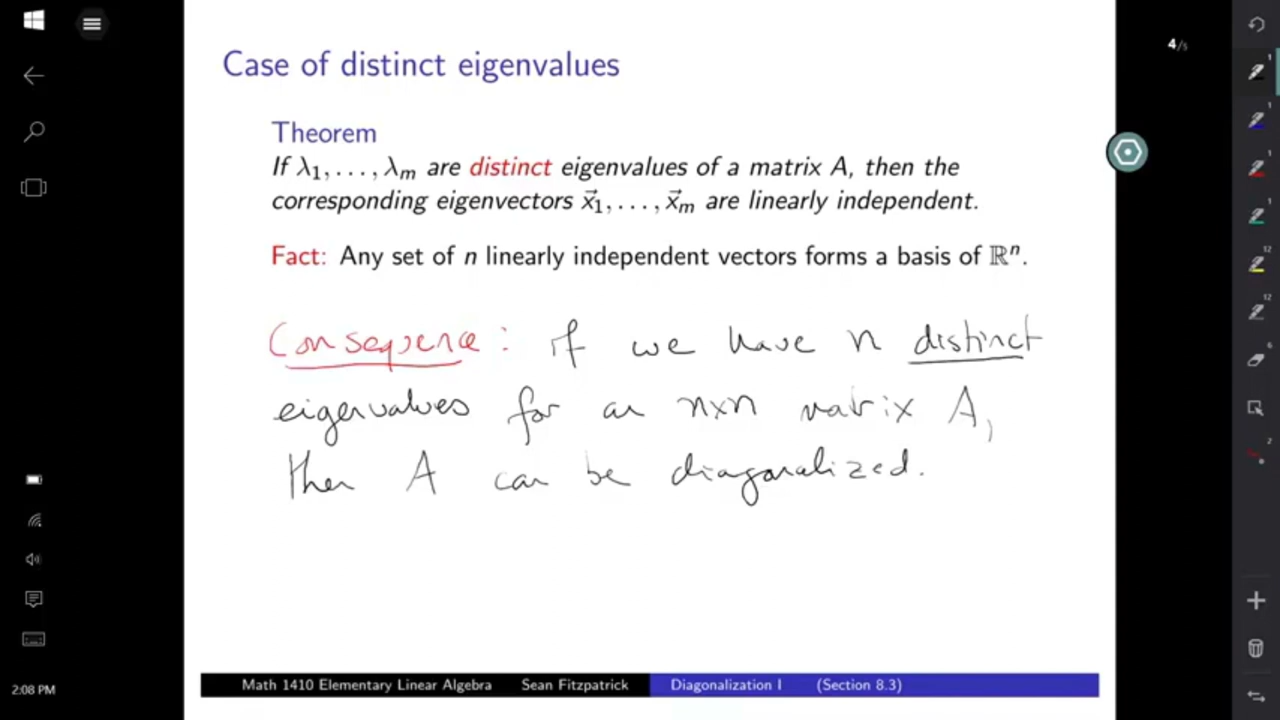 4/5
Case of distinct eigenvalues
Theorem
If λ₁, . . . , λₘ are distinct eigenvalues of a matrix A, then the
corresponding eigenvectors x⃗₁, . . . , x⃗ₘ are linearly independent.
Fact: Any set of n linearly independent vectors forms a basis of ℝⁿ.
Consequence: if we have n distinct
eigenvalues for an n×n matrix A,
then A can be diagonalized.
2:08 PM
Math 1410 Elementary Linear Algebra Sean Fitzpatrick Diagonalization I (Section 8.3)